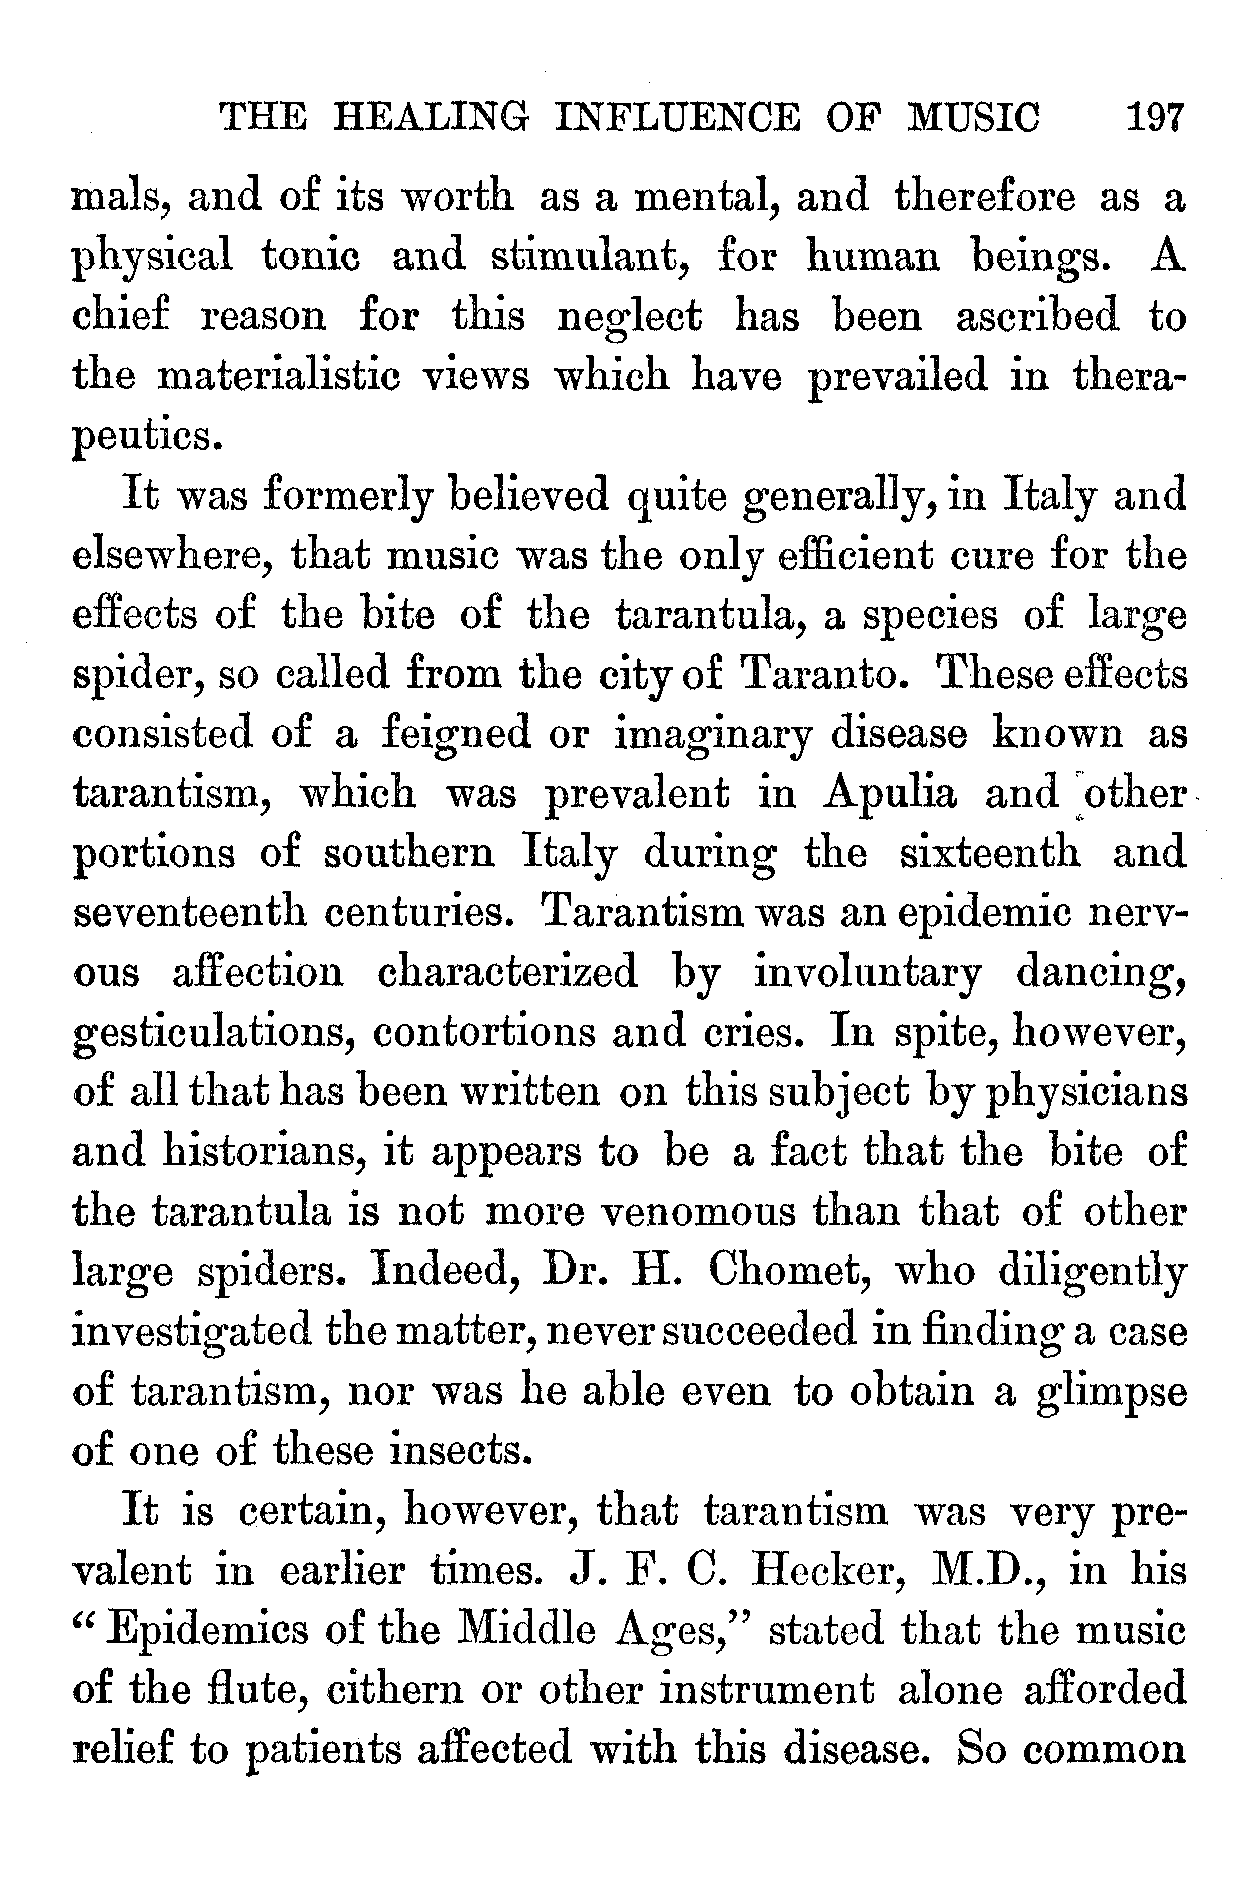 THE HEALING INFLUENCE OF MUSIC 197
mals, and of its worth as a mental, and therefore as a
physical tonic and stimulant, for human beings. A
chief reason for this neglect has been ascribed to
the materialistic views which have prevailed in thera-
peutics.
It was formerly believed quite generally, in Italy and
elsewhere, that music was the only efficient cure for the
effects of the bite of the tarantula, a species of large
spider, so called from the city of Taranto. These effects
consisted of a feigned or imaginary disease known as
tarantism, which was prevalent in Apulia and other
portions of southern Italy during the sixteenth and
seventeenth centuries. Tarantism was an epidemic nerv-
ous affection characterized by involuntary dancing,
gesticulations, contortions and cries. In spite, however,
of all that has been written on this subject by physicians
and historians, it appears to be a fact that the bite of
the tarantula is not more venomous than that of other
large spiders. Indeed, Dr. H. Chomet, who diligently
investigated the matter, never succeeded in finding a case
of tarantism, nor was he able even to obtain a glimpse
of one of these insects.
It is certain, however, that tarantism was very pre-
valent in earlier times. J. F. C. Hecker, M.D., in his
“Epidemics of the Middle Ages,” stated that the music
of the flute, cithern or other instrument alone afforded
relief to patients affected with this disease. So common